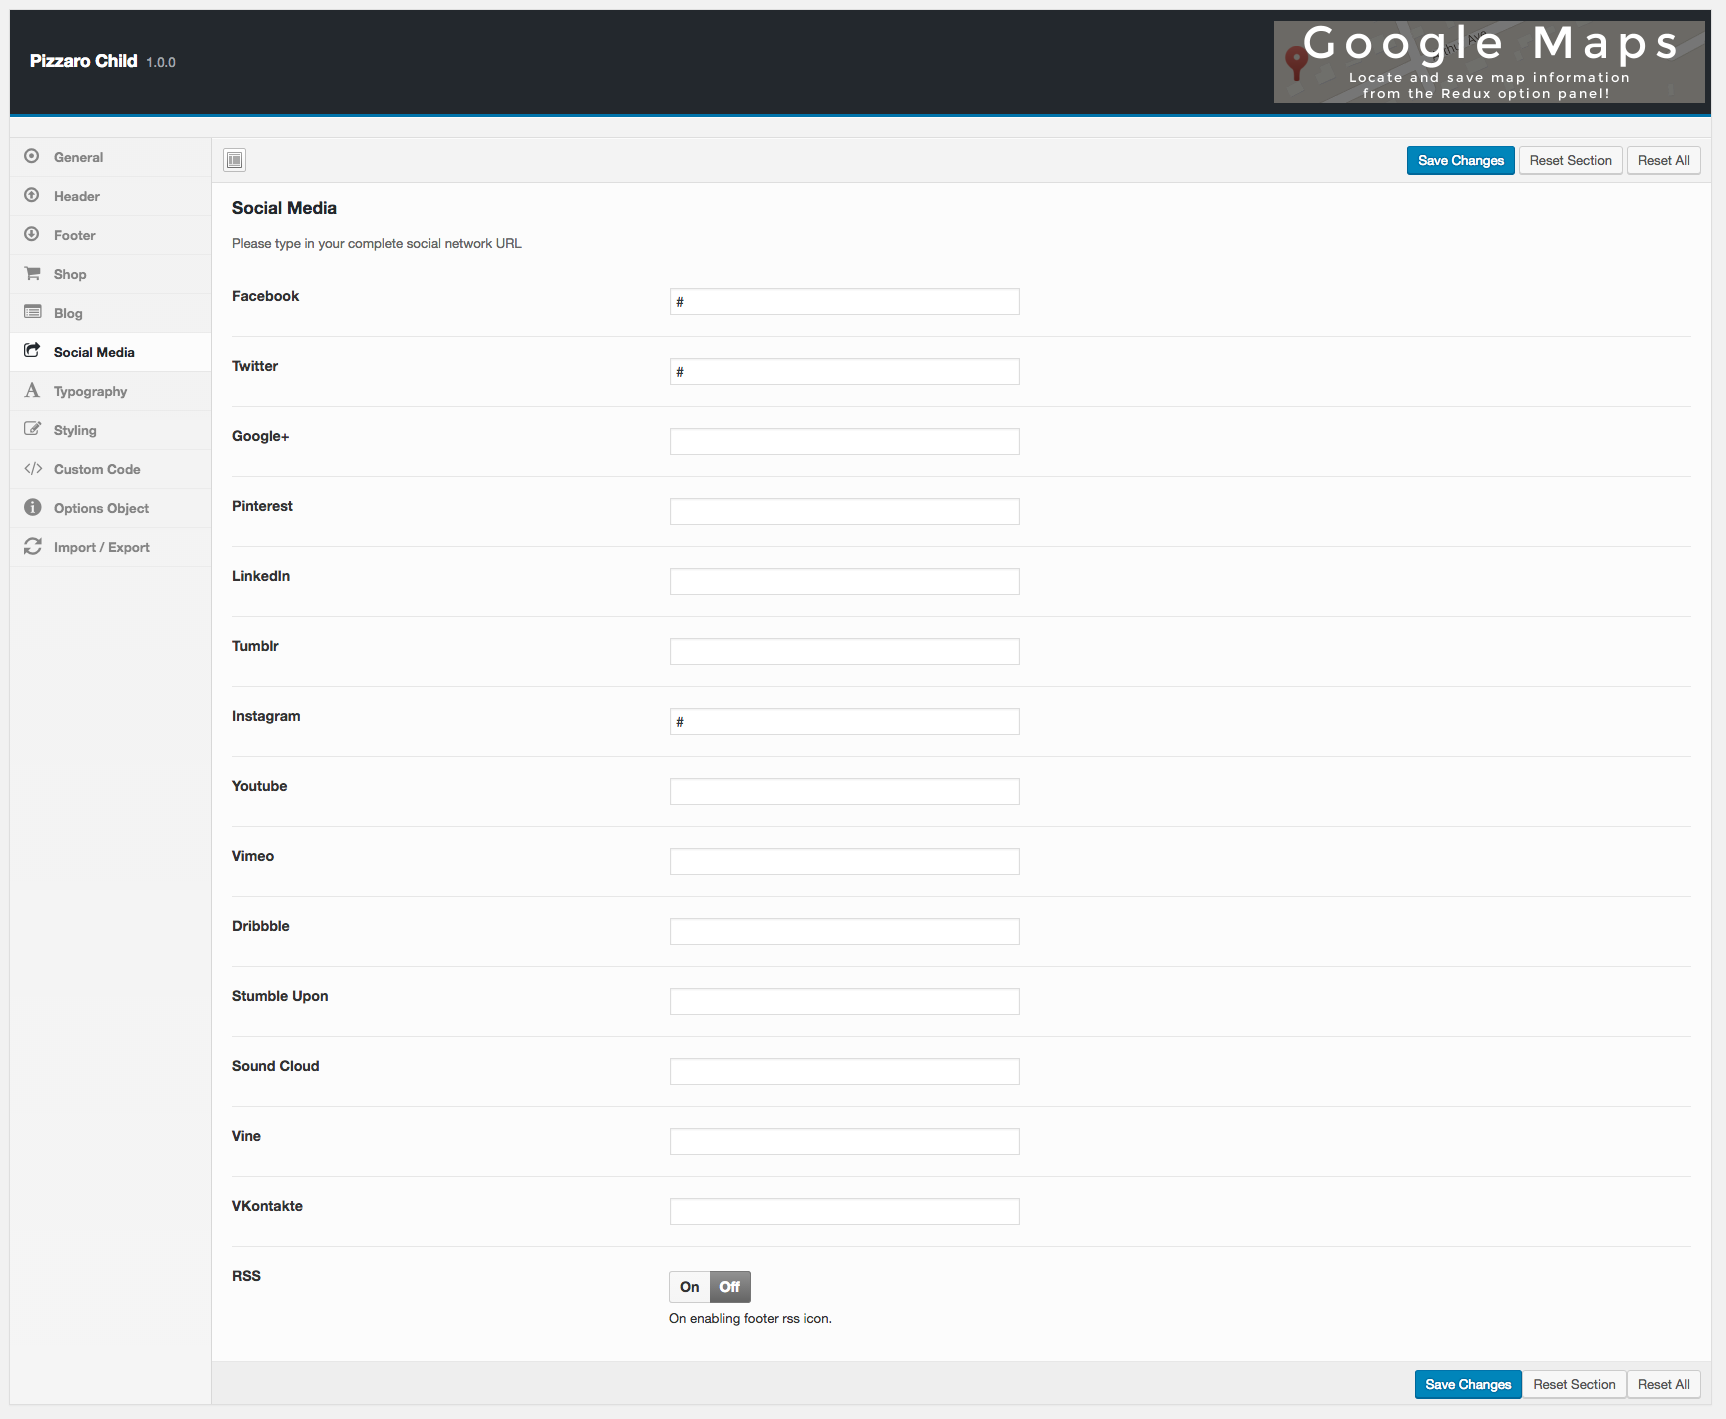 Pizzaro Child 1.0.0
Google Maps
Locate and save map information
from the Redux option panel!
General
Header
Footer
Shop
Blog
Social Media
Typography
Styling
Custom Code
Options Object
Import / Export
Save Changes Reset Section Reset All
Social Media
Please type in your complete social network URL
Facebook #
Twitter #
Google+
Pinterest
LinkedIn
Tumblr
Instagram #
Youtube
Vimeo
Dribbble
Stumble Upon
Sound Cloud
Vine
VKontakte
RSS On Off
On enabling footer rss icon.
Save Changes Reset Section Reset All